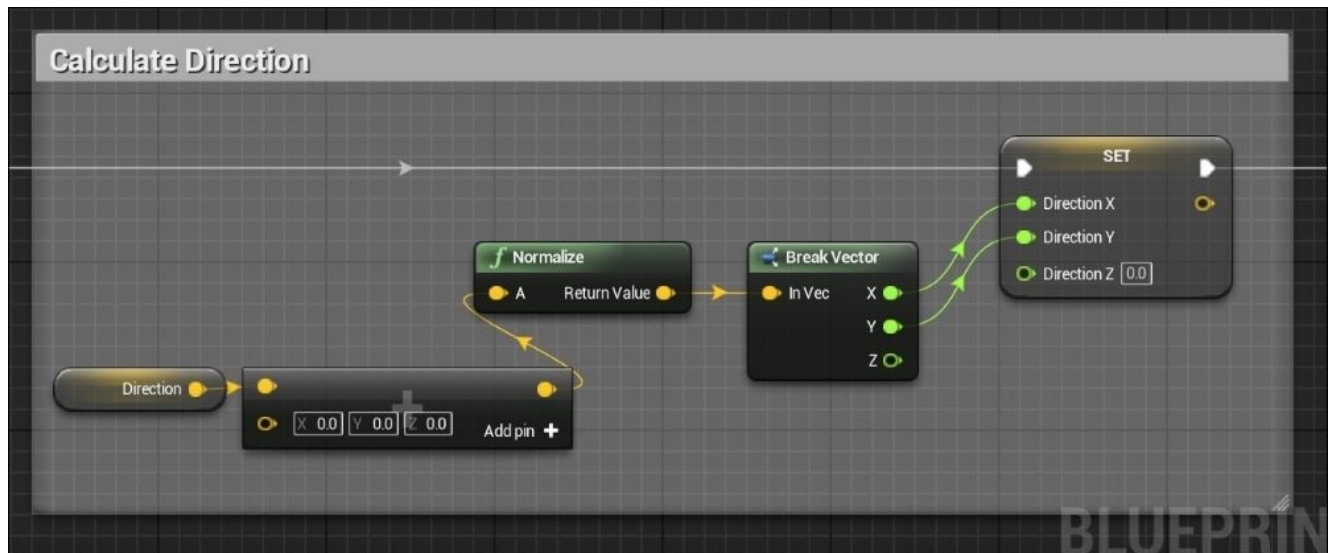 Calculate Direction
SET
Direction X
Direction Y
Direction Z 0.0
Normalize
A Return Value
Break Vector
In Vec X
Y
Z
Direction
X 0.0 Y 0.0 Z 0.0
Add pin
BLUEPRIN